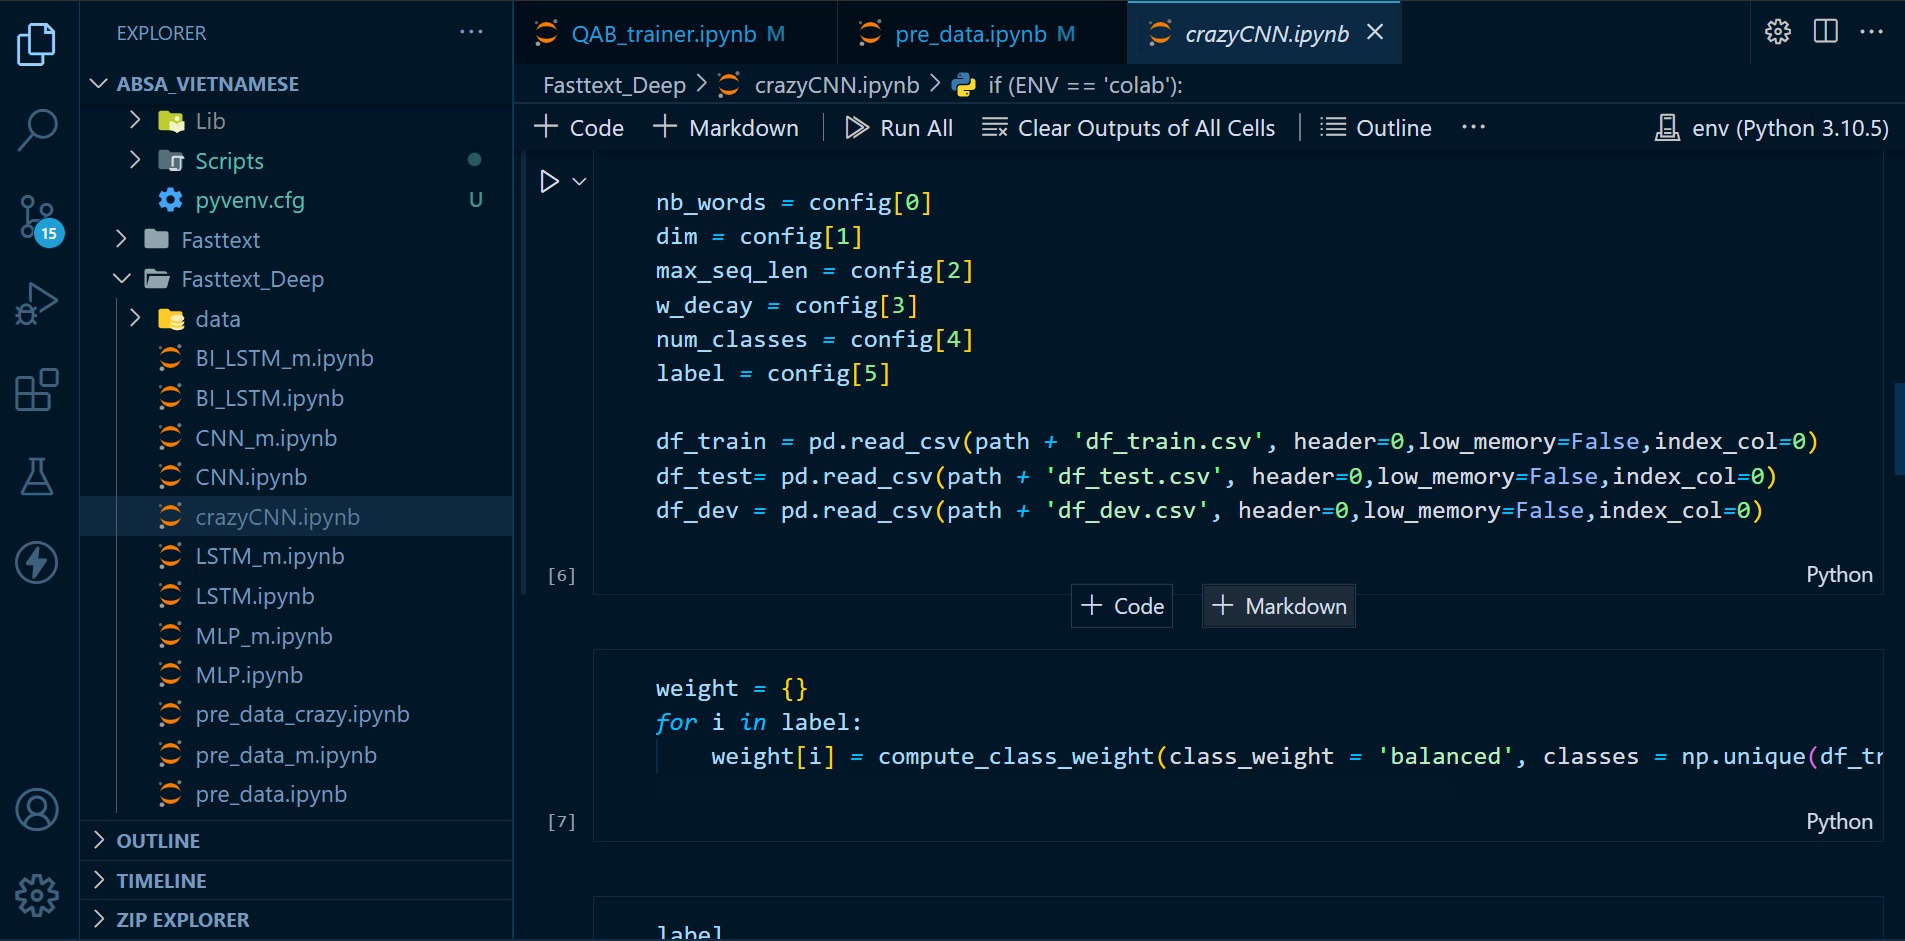 EXPLORER
ABSA_VIETNAMESE
Lib
Scripts
pyvenv.cfg U
Fasttext
Fasttext_Deep
data
BI_LSTM_m.ipynb
BI_LSTM.ipynb
CNN_m.ipynb
CNN.ipynb
crazyCNN.ipynb
LSTM_m.ipynb
LSTM.ipynb
MLP_m.ipynb
MLP.ipynb
pre_data_crazy.ipynb
pre_data_m.ipynb
pre_data.ipynb
OUTLINE
TIMELINE
ZIP EXPLORER
15
QAB_trainer.ipynb M pre_data.ipynb M crazyCNN.ipynb
Fasttext_Deep > crazyCNN.ipynb > if (ENV == 'colab'):
+ Code + Markdown Run All Clear Outputs of All Cells Outline ... env (Python 3.10.5)
nb_words = config[0]
dim = config[1]
max_seq_len = config[2]
w_decay = config[3]
num_classes = config[4]
label = config[5]
df_train = pd.read_csv(path + 'df_train.csv', header=0,low_memory=False,index_col=0)
df_test= pd.read_csv(path + 'df_test.csv', header=0,low_memory=False,index_col=0)
df_dev = pd.read_csv(path + 'df_dev.csv', header=0,low_memory=False,index_col=0)
[6] Python
+ Code + Markdown
weight = {}
for i in label:
weight[i] = compute_class_weight(class_weight = 'balanced', classes = np.unique(df_tr
[7] Python
label